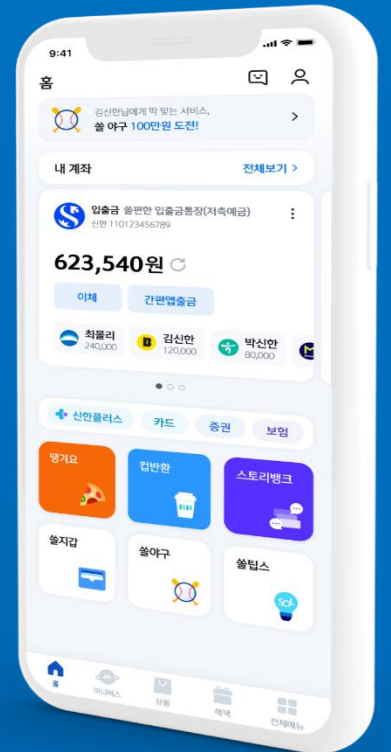 9:41
홈
김신한님에게 딱 맞는 서비스,
쏠 야구 100만원 도전!
내 계좌 전체보기 >
입출금 쏠편한 입출금통장(저축예금)
신한 110123456789
623,540원
이체 간편앱출금
최몰리 김신한 박신한
240,000 120,000 80,000
신한플러스 카드 증권 보험
땡겨요 컵반환 스토리뱅크
쏠지갑 쏠야구 쏠팁스
SOL
홈 머니버스 상품 혜택 전체메뉴